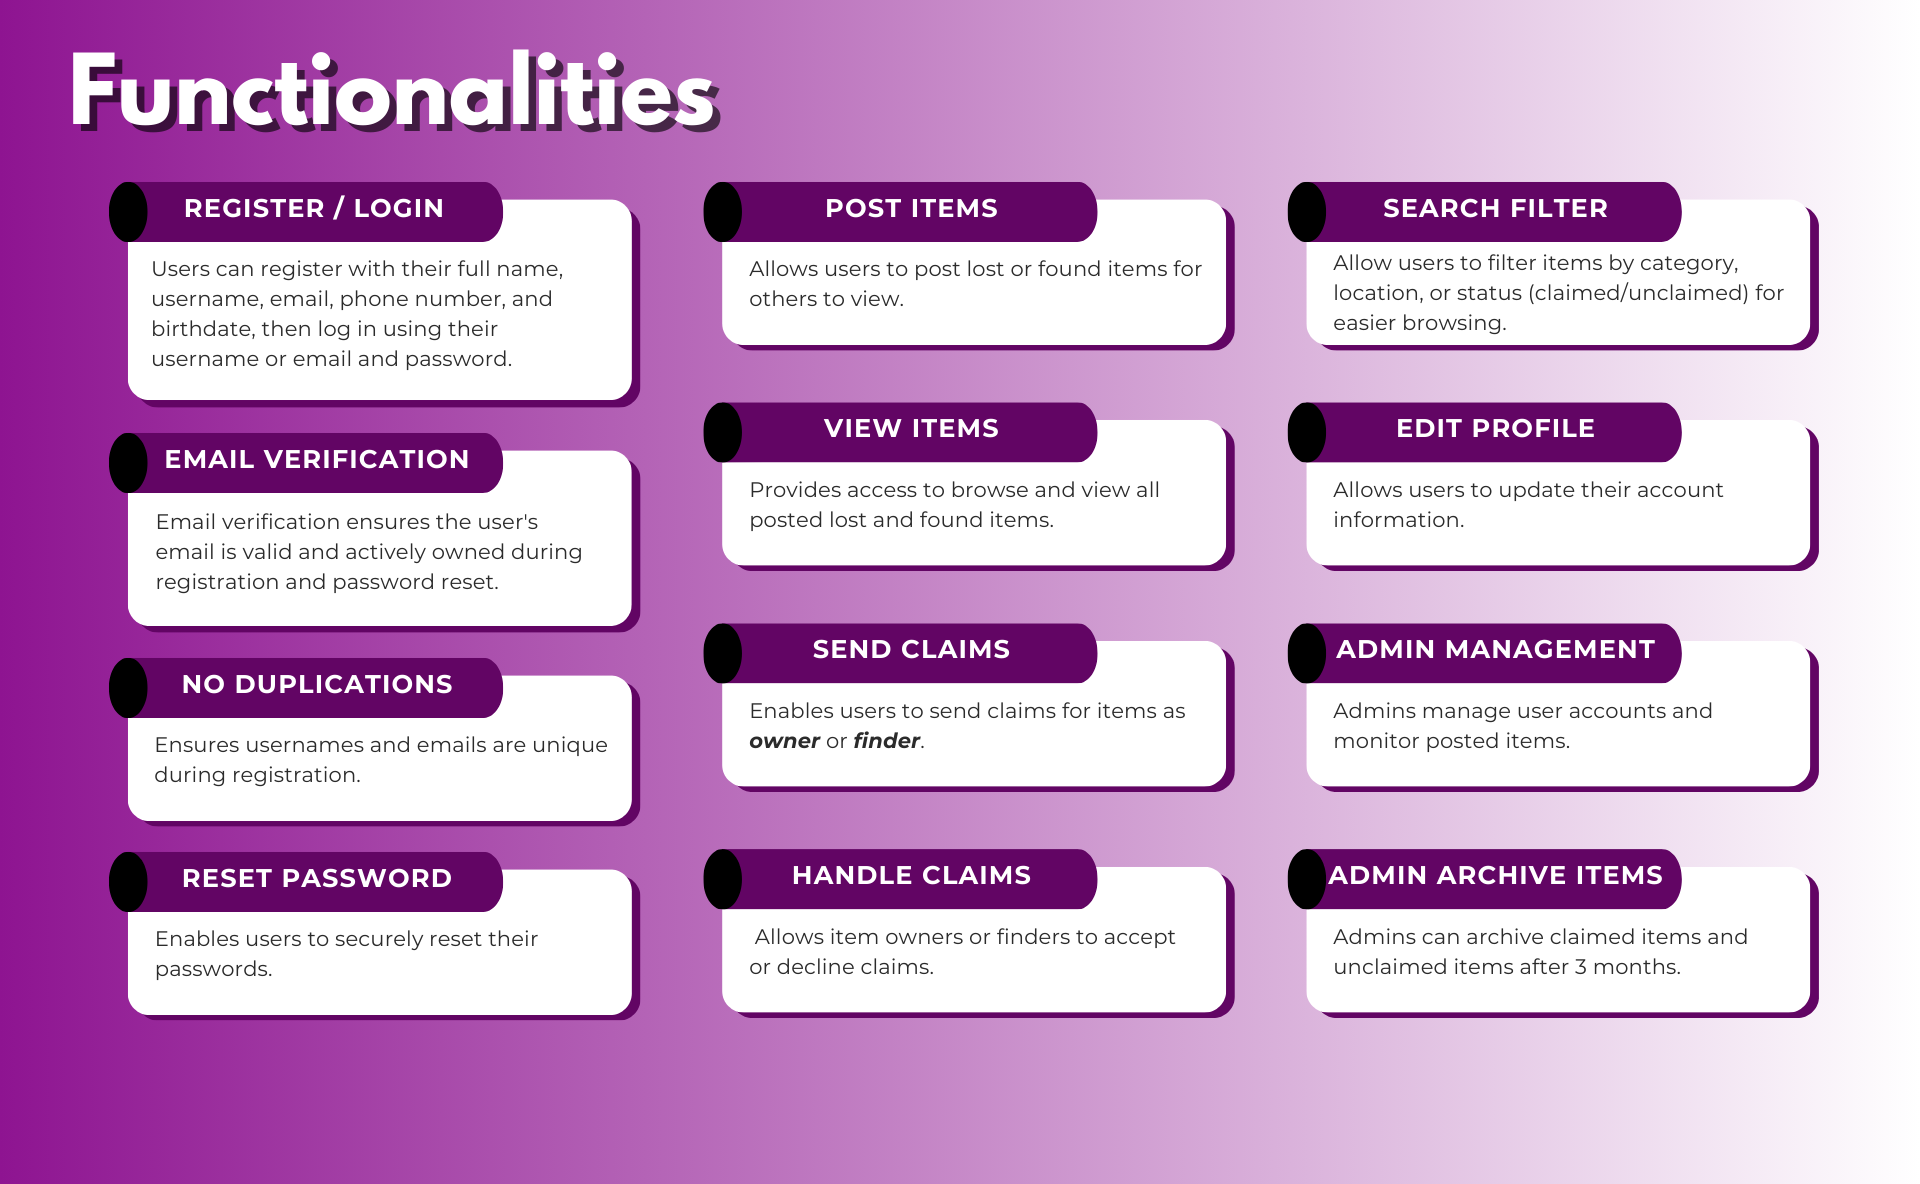 Functionalities
REGISTER / LOGIN
Users can register with their full name,
username, email, phone number, and
birthdate, then log in using their
username or email and password.
EMAIL VERIFICATION
Email verification ensures the user's
email is valid and actively owned during
registration and password reset.
NO DUPLICATIONS
Ensures usernames and emails are unique
during registration.
RESET PASSWORD
Enables users to securely reset their
passwords.
POST ITEMS
Allows users to post lost or found items for
others to view.
VIEW ITEMS
Provides access to browse and view all
posted lost and found items.
SEND CLAIMS
Enables users to send claims for items as
owner or finder.
HANDLE CLAIMS
Allows item owners or finders to accept
or decline claims.
SEARCH FILTER
Allow users to filter items by category,
location, or status (claimed/unclaimed) for
easier browsing.
EDIT PROFILE
Allows users to update their account
information.
ADMIN MANAGEMENT
Admins manage user accounts and
monitor posted items.
ADMIN ARCHIVE ITEMS
Admins can archive claimed items and
unclaimed items after 3 months.